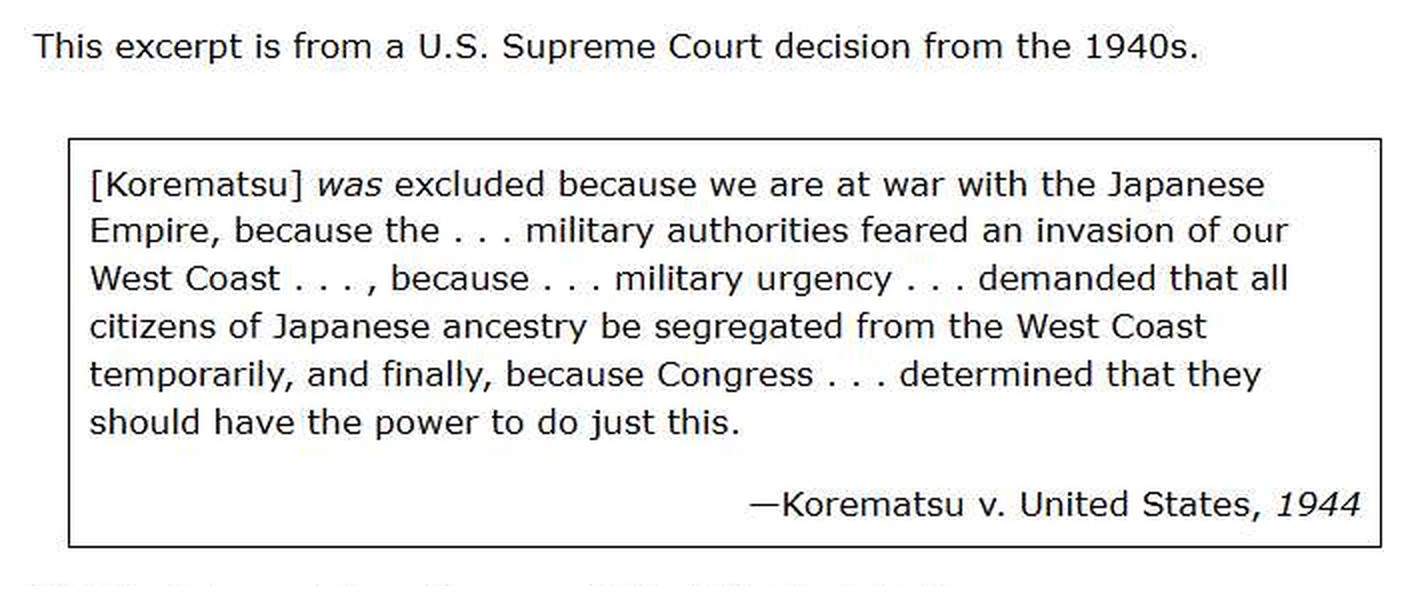 This excerpt is from a U.S. Supreme Court decision from the 1940s.
[Korematsu] was excluded because we are at war with the Japanese
Empire, because the . . . military authorities feared an invasion of our
West Coast . . . , because . . . military urgency . . . demanded that all
citizens of Japanese ancestry be segregated from the West Coast
temporarily, and finally, because Congress . . . determined that they
should have the power to do just this.
—Korematsu v. United States, 1944